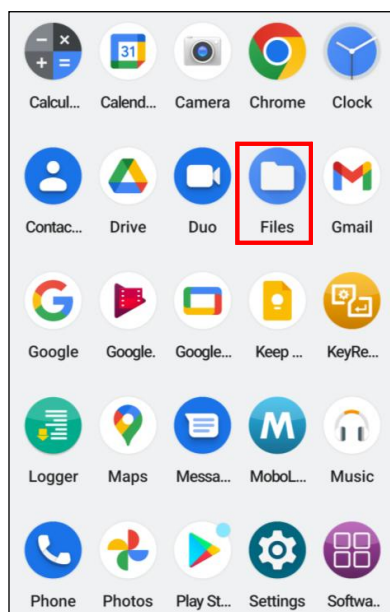 31
Calcul... Calend... Camera Chrome Clock
Contac... Drive Duo Files Gmail
Google Google. Google... Keep ... KeyRe...
Logger Maps Messa... MoboL... Music
Phone Photos Play St... Settings Softwa..